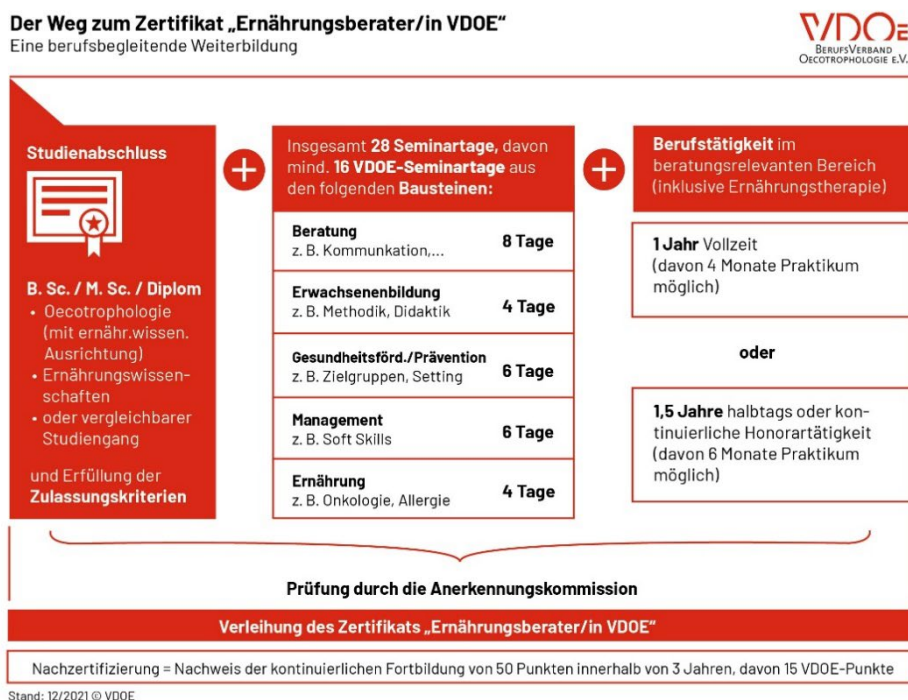 Der Weg zum Zertifikat „Ernährungsberater/in VDOE“
Eine berufsbegleitende Weiterbildung
VDOE
BERUFSVERBAND
OECOTROPHOLOGIE E.V.
Studienabschluss
B. Sc. / M. Sc. / Diplom
• Oecotrophologie
(mit ernähr.wissen.
Ausrichtung)
• Ernährungswissen-
schaften
• oder vergleichbarer
Studiengang
und Erfüllung der
Zulassungskriterien
+
Insgesamt 28 Seminartage, davon
mind. 16 VDOE-Seminartage aus
den folgenden Bausteinen:
Beratung
z. B. Kommunkation,...
8 Tage
Erwachsenenbildung
z. B. Methodik, Didaktik
4 Tage
Gesundheitsförd./Prävention
z. B. Zielgruppen, Setting
6 Tage
Management
z. B. Soft Skills
6 Tage
Ernährung
z. B. Onkologie, Allergie
4 Tage
+
Berufstätigkeit im
beratungsrelevanten Bereich
(inklusive Ernährungstherapie)
1 Jahr Vollzeit
(davon 4 Monate Praktikum
möglich)
oder
1,5 Jahre halbtags oder kon-
tinuierliche Honorartätigkeit
(davon 6 Monate Praktikum
möglich)
Prüfung durch die Anerkennungskommission
Verleihung des Zertifikats „Ernährungsberater/in VDOE“
Nachzertifizierung = Nachweis der kontinuierlichen Fortbildung von 50 Punkten innerhalb von 3 Jahren, davon 15 VDOE-Punkte
Stand: 12/2021 © VDOE